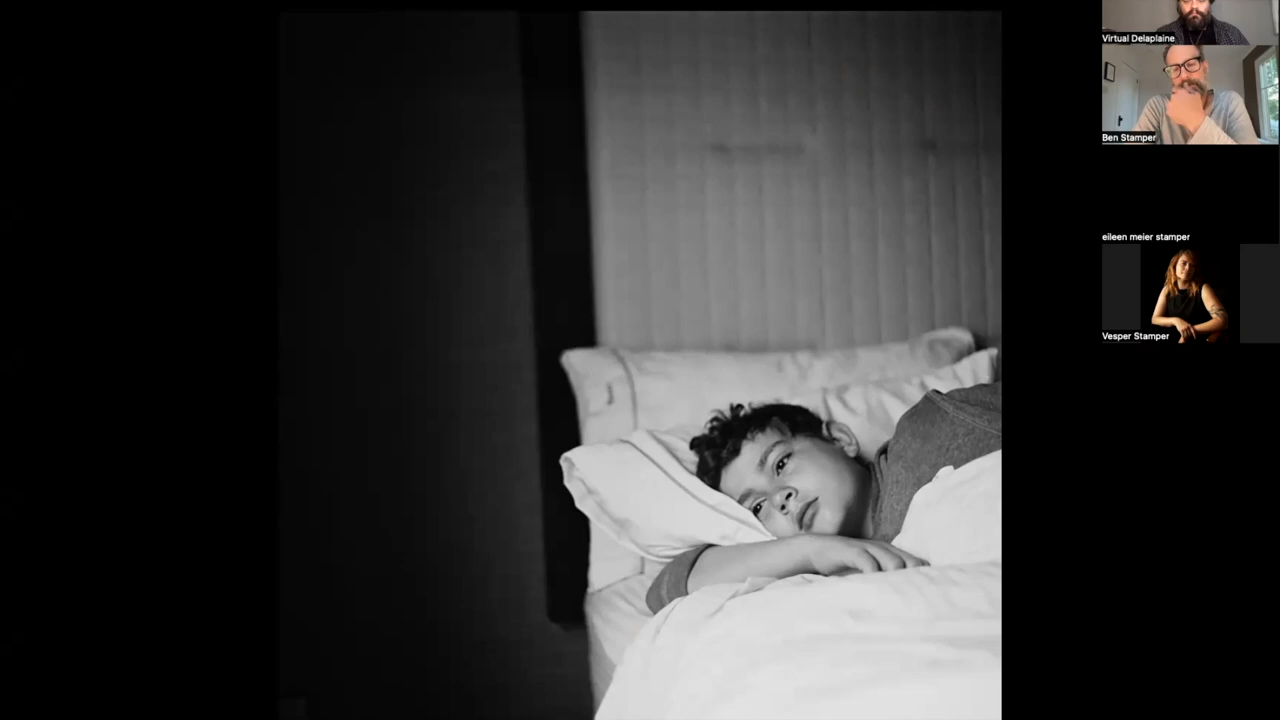 Virtual Delaplaine
Ben Stamper
eileen meier stamper
Vesper Stamper